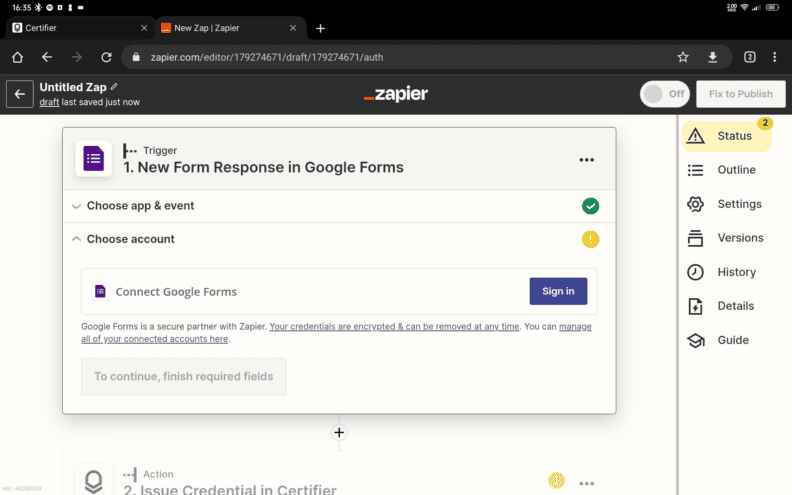 16:35
2.00 KB/S
Certifier
New Zap | Zapier
zapier.com/editor/179274671/draft/179274671/auth
2
Untitled Zap
draft last saved just now
zapier
Off
Fix to Publish
Trigger
1. New Form Response in Google Forms
Choose app & event
Choose account
Connect Google Forms
Sign in
Google Forms is a secure partner with Zapier. Your credentials are encrypted & can be removed at any time. You can manage
all of your connected accounts here.
To continue, finish required fields
Action
2. Issue Credential in Certifier
2
Status
Outline
Settings
Versions
History
Details
Guide